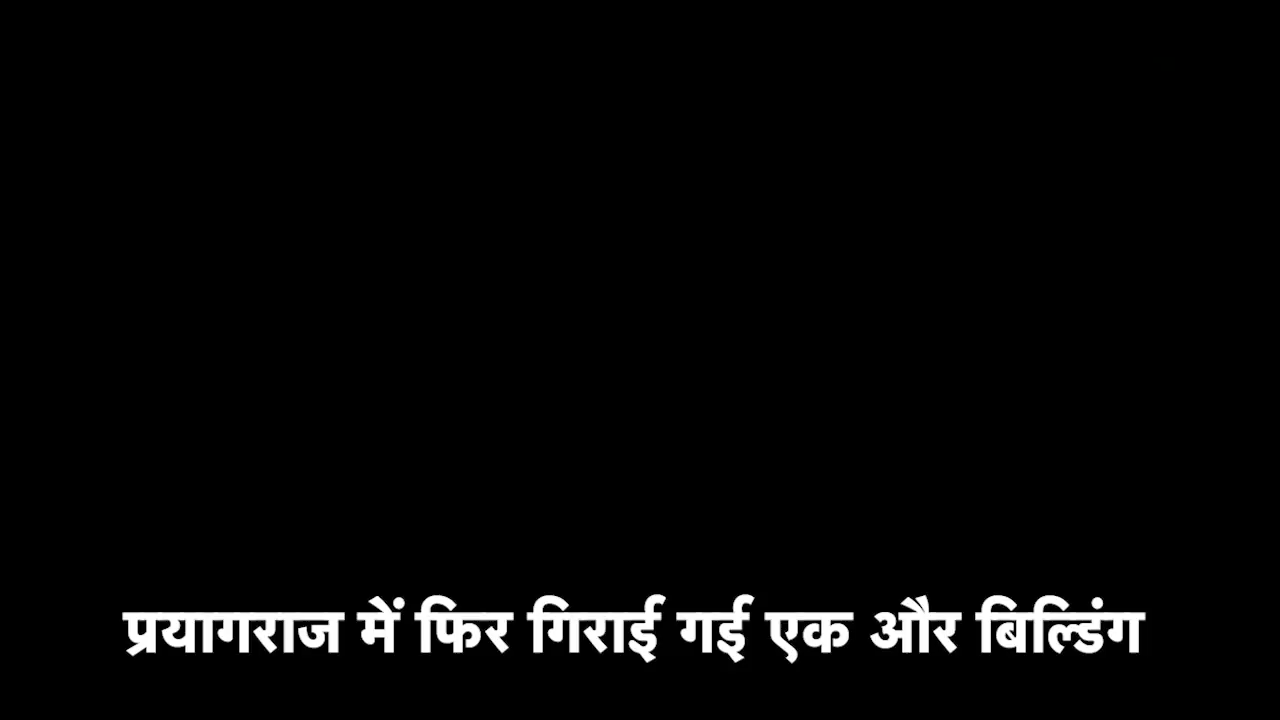 प्रयागराज में फिर गिराई गई एक और बिल्डिंग